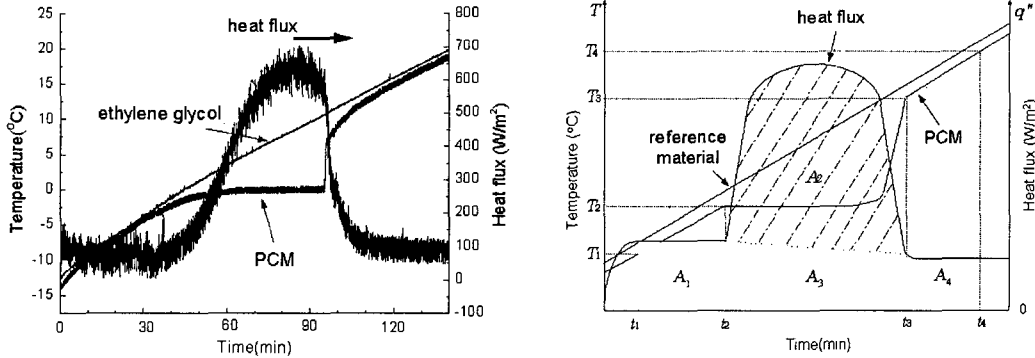 25
20
15
10
5
0
-5
-10
-15
Temperature(⁰C)
800
700
600
500
400
300
200
100
0
-100
Heat flux (W/m²)
heat flux
ethylene glycol
PCM
0
30
60
90
120
Time(min)
T
T4
T3
T2
T1
Temperature (°C)
q"
0
Heat flux (W/m²)
heat flux
reference
material
PCM
A2
A1
A3
A4
t1
t2
t3
t4
Time(min)